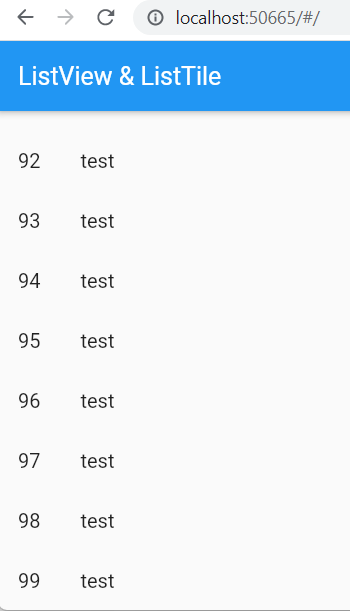 localhost:50665/#/
ListView & ListTile
92 test
93 test
94 test
95 test
96 test
97 test
98 test
99 test